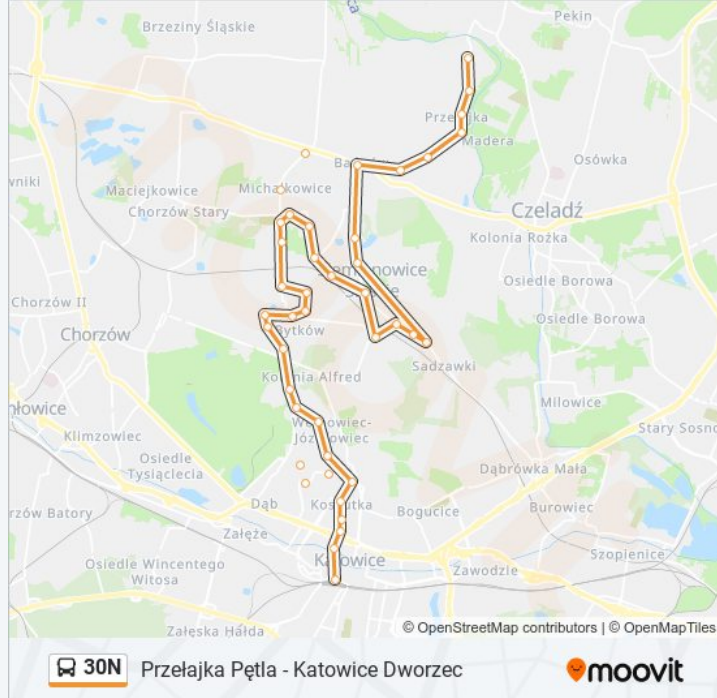 Brzeziny Śląskie
Pekin
Przełajka
Madera
Osówka
Maciejkowice
Michałkowice
Chorzów Stary
Czeladź
Kolonia Rożka
Osiedle Borowa
Chorzów II
Osiedle Borowa
Chorzów
Bytków
Sadzawki
Kolonia Alfred
Milowice
Klimzowiec
Stary Sosno
Osiedle
Tysiąclecia
Dąbrówka Mała
Dąb
Koszutka
Bogucice
Burowiec
rzów Batory
Załęże
Szopienice
Katowice
Osiedle Wincentego
Witosa
Zawodzie
Załęska Hałda
© OpenStreetMap contributors | © OpenMapTiles
30N
Przełajka Pętla - Katowice Dworzec
moovit